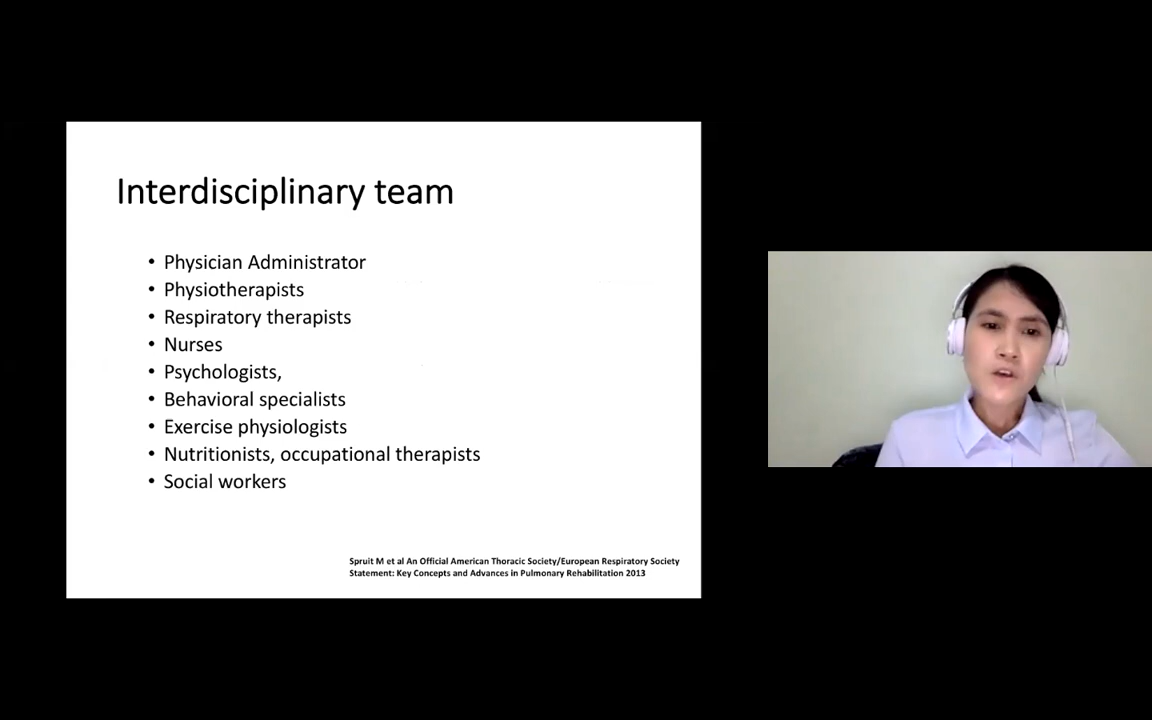 Interdisciplinary team
• Physician Administrator
• Physiotherapists
• Respiratory therapists
• Nurses
• Psychologists,
• Behavioral specialists
• Exercise physiologists
• Nutritionists, occupational therapists
• Social workers
Spruit M et al An Official American Thoracic Society/European Respiratory Society
Statement: Key Concepts and Advances in Pulmonary Rehabilitation 2013